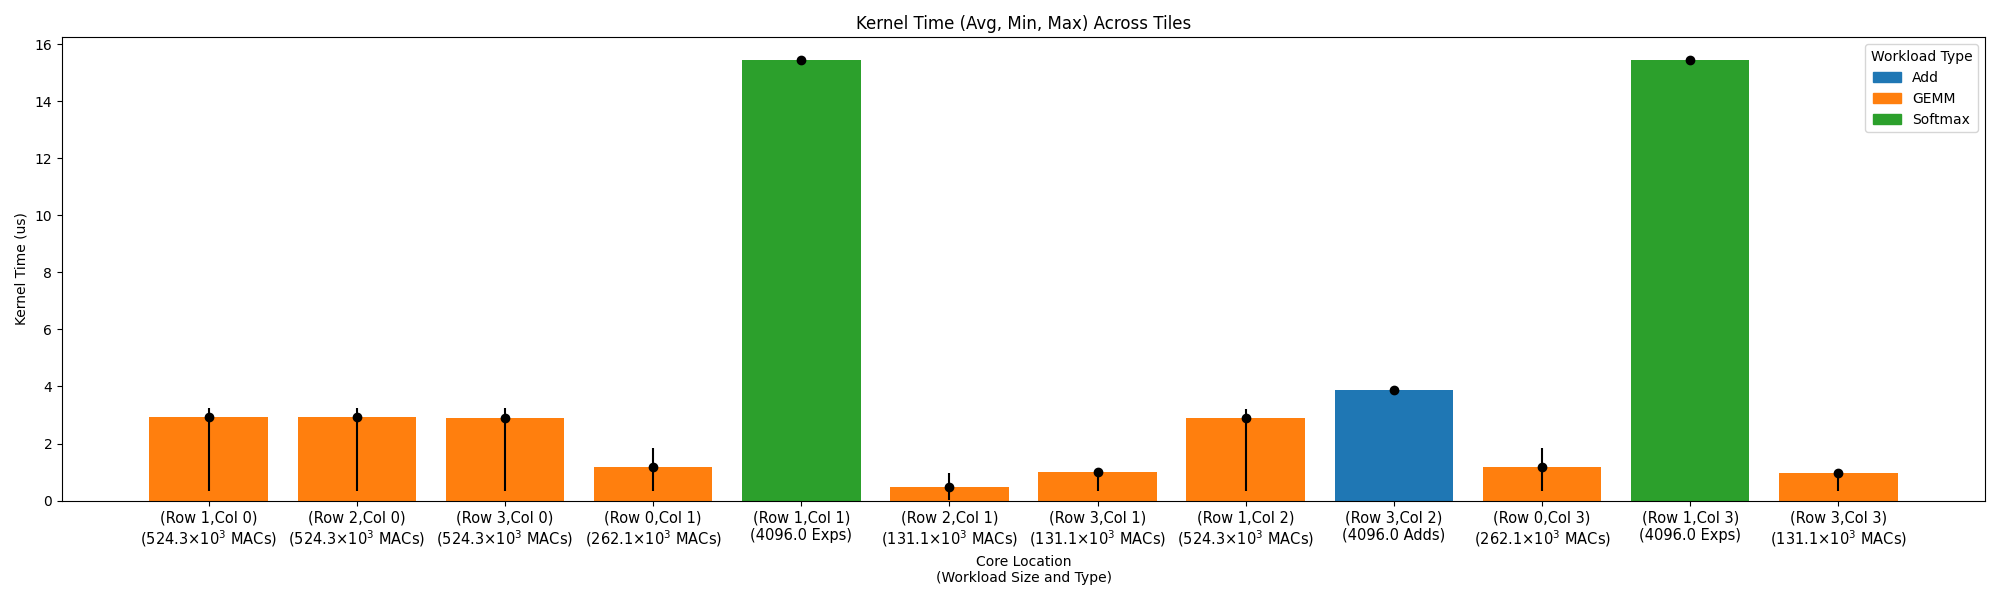 Kernel Time (Avg, Min, Max) Across Tiles
Kernel Time (us)
16
14
12
10
8
6
4
2
0
Workload Type
Add
GEMM
Softmax
(Row 1,Col 0)
(524.3×10³ MACs)
(Row 2,Col 0)
(524.3×10³ MACs)
(Row 3,Col 0)
(524.3×10³ MACs)
(Row 0,Col 1)
(262.1×10³ MACs)
(Row 1,Col 1)
(4096.0 Exps)
(Row 2,Col 1)
(131.1×10³ MACs)
(Row 3,Col 1)
(131.1×10³ MACs)
(Row 1,Col 2)
(524.3×10³ MACs)
(Row 3,Col 2)
(4096.0 Adds)
(Row 0,Col 3)
(262.1×10³ MACs)
(Row 1,Col 3)
(4096.0 Exps)
(Row 3,Col 3)
(131.1×10³ MACs)
Core Location
(Workload Size and Type)